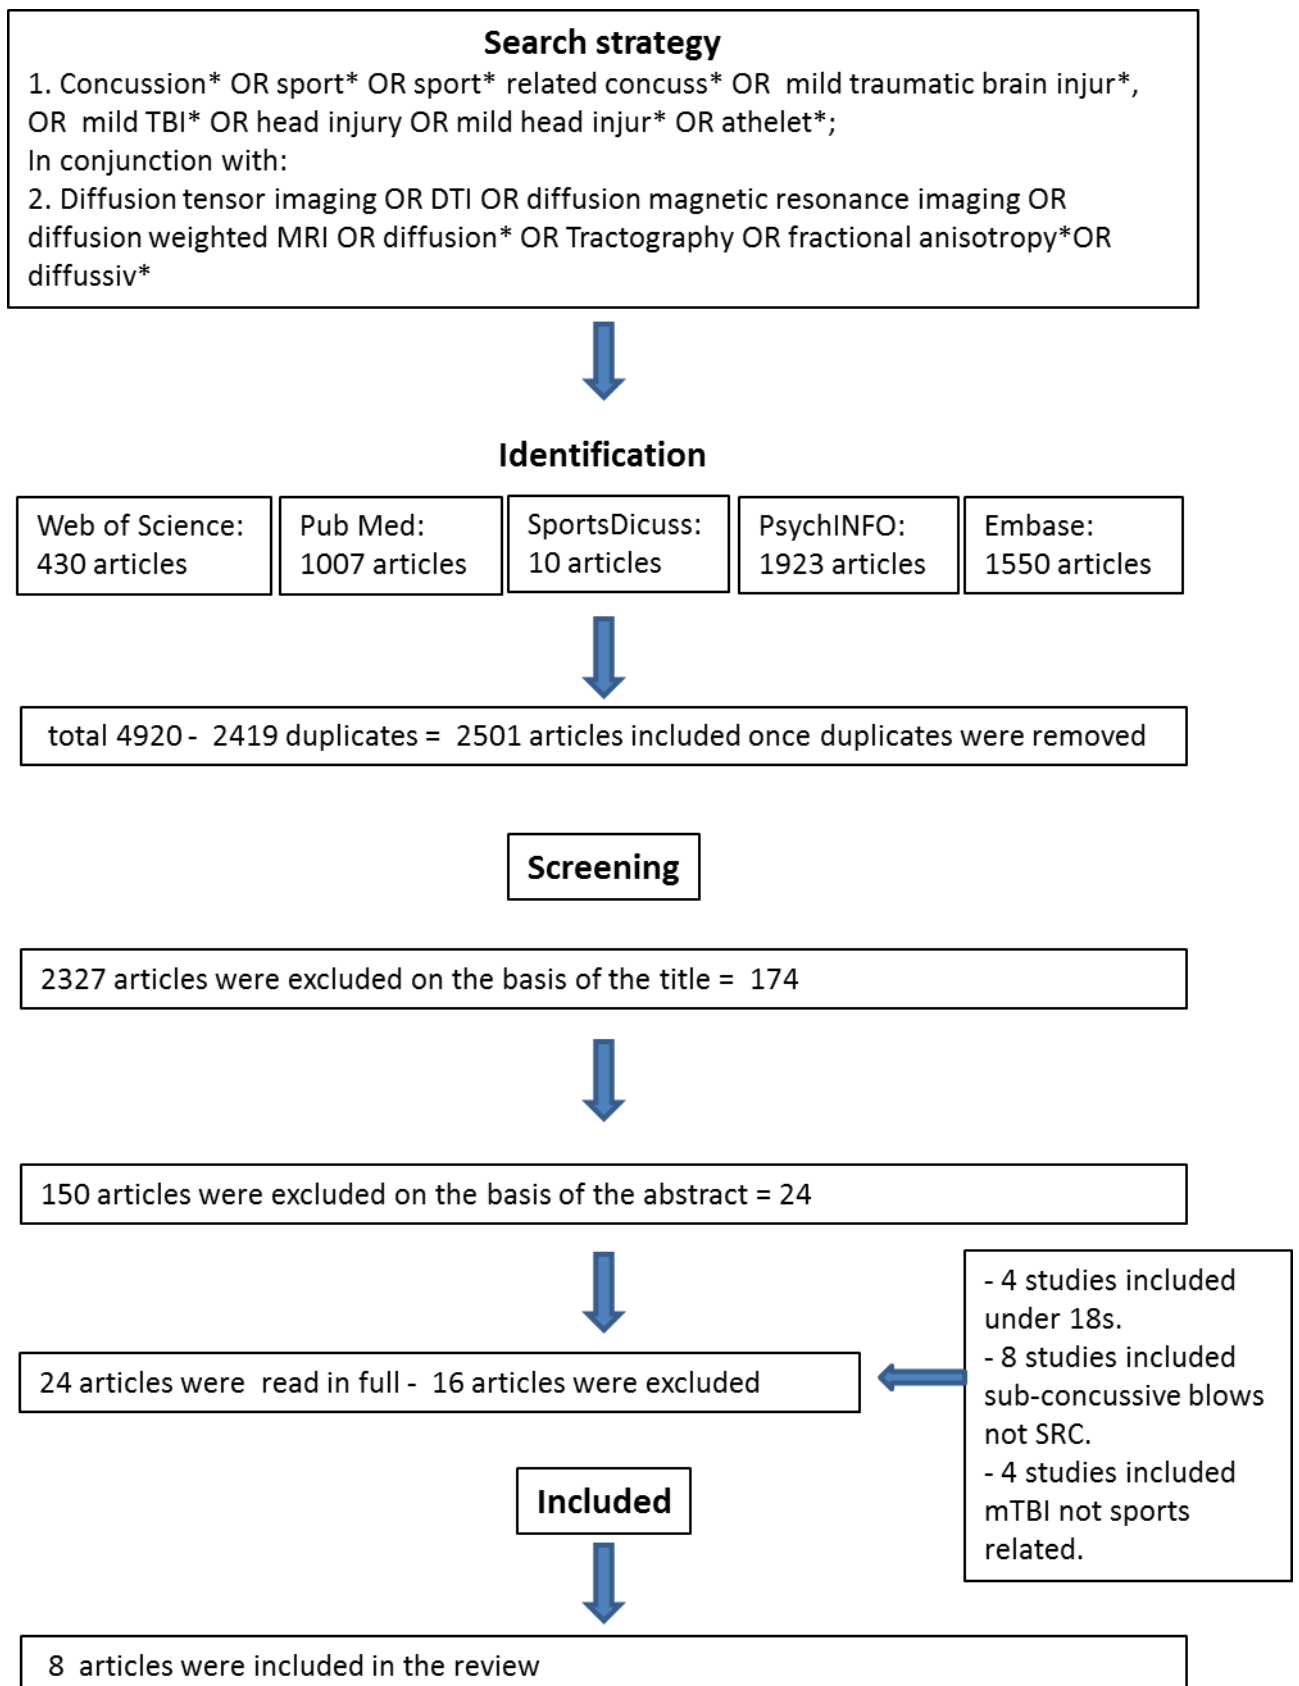 Search strategy
1. Concussion* OR sport* OR sport* related concuss* OR mild traumatic brain injur*,
OR mild TBI* OR head injury OR mild head injur* OR athelet*;
In conjunction with:
2. Diffusion tensor imaging OR DTI OR diffusion magnetic resonance imaging OR
diffusion weighted MRI OR diffusion* OR Tractography OR fractional anisotropy*OR
diffussiv*
Identification
Web of Science:
430 articles
Pub Med:
1007 articles
SportsDicuss:
10 articles
PsychINFO:
1923 articles
Embase:
1550 articles
total 4920 - 2419 duplicates = 2501 articles included once duplicates were removed
Screening
2327 articles were excluded on the basis of the title = 174
150 articles were excluded on the basis of the abstract = 24
24 articles were read in full - 16 articles were excluded
- 4 studies included
under 18s.
- 8 studies included
sub-concussive blows
not SRC.
- 4 studies included
mTBI not sports
related.
Included
8 articles were included in the review